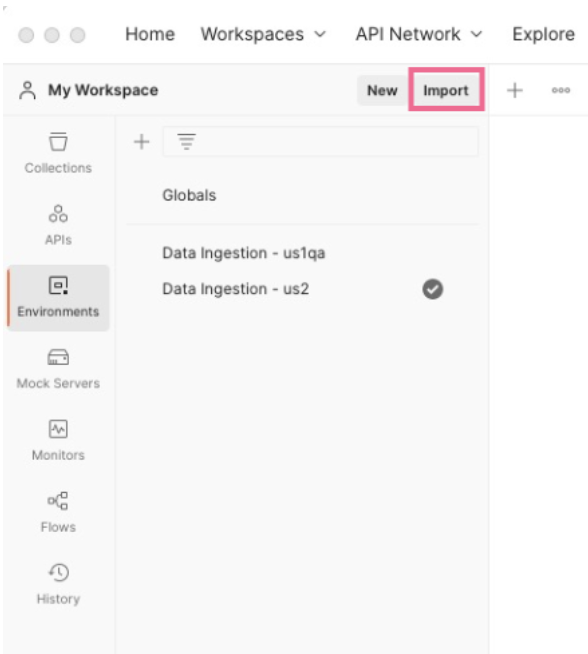 Home Workspaces API Network Explore
My Workspace New Import
Collections
Globals
APIs
Data Ingestion - us1qa
Data Ingestion - us2
Environments
Mock Servers
Monitors
Flows
History